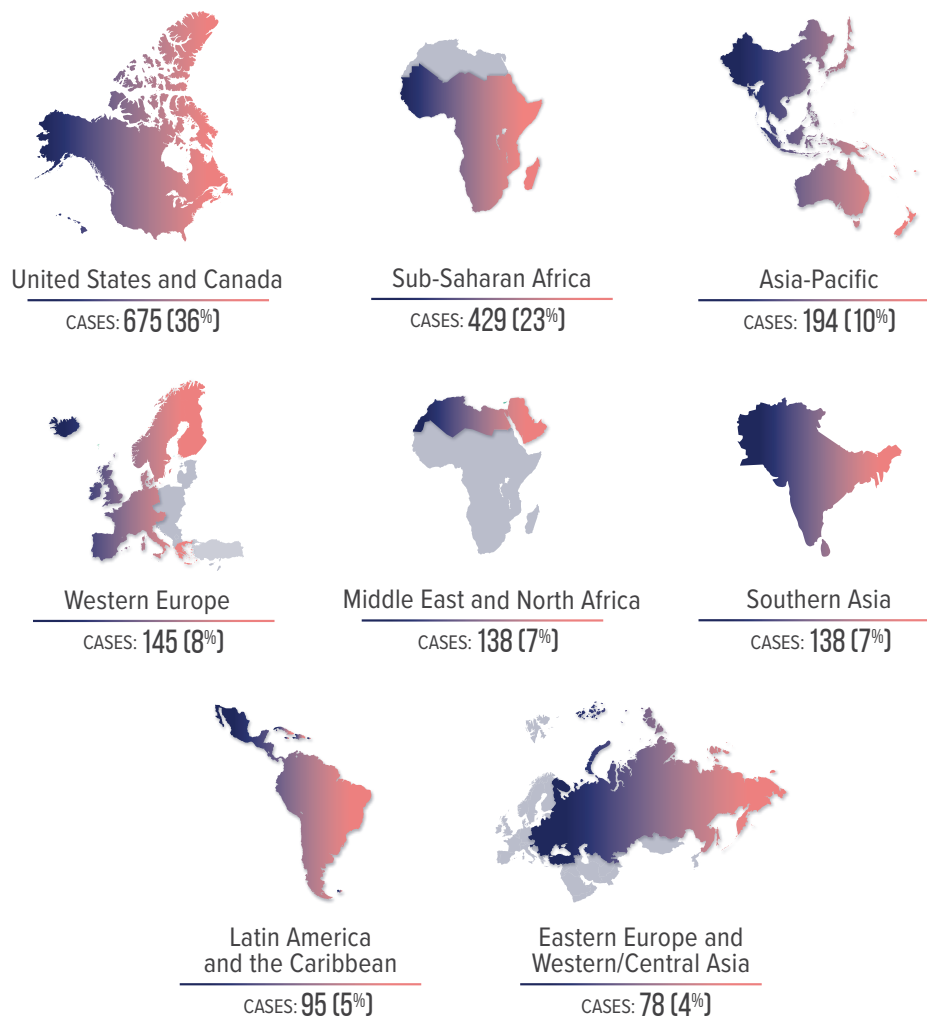 United States and Canada
CASES: 675 (36%)
Sub-Saharan Africa
CASES: 429 (23%)
Asia-Pacific
CASES: 194 (10%)
Western Europe
CASES: 145 (8%)
Middle East and North Africa
CASES: 138 (7%)
Southern Asia
CASES: 138 (7%)
Latin America
and the Caribbean
CASES: 95 (5%)
Eastern Europe and
Western/Central Asia
CASES: 78 (4%)